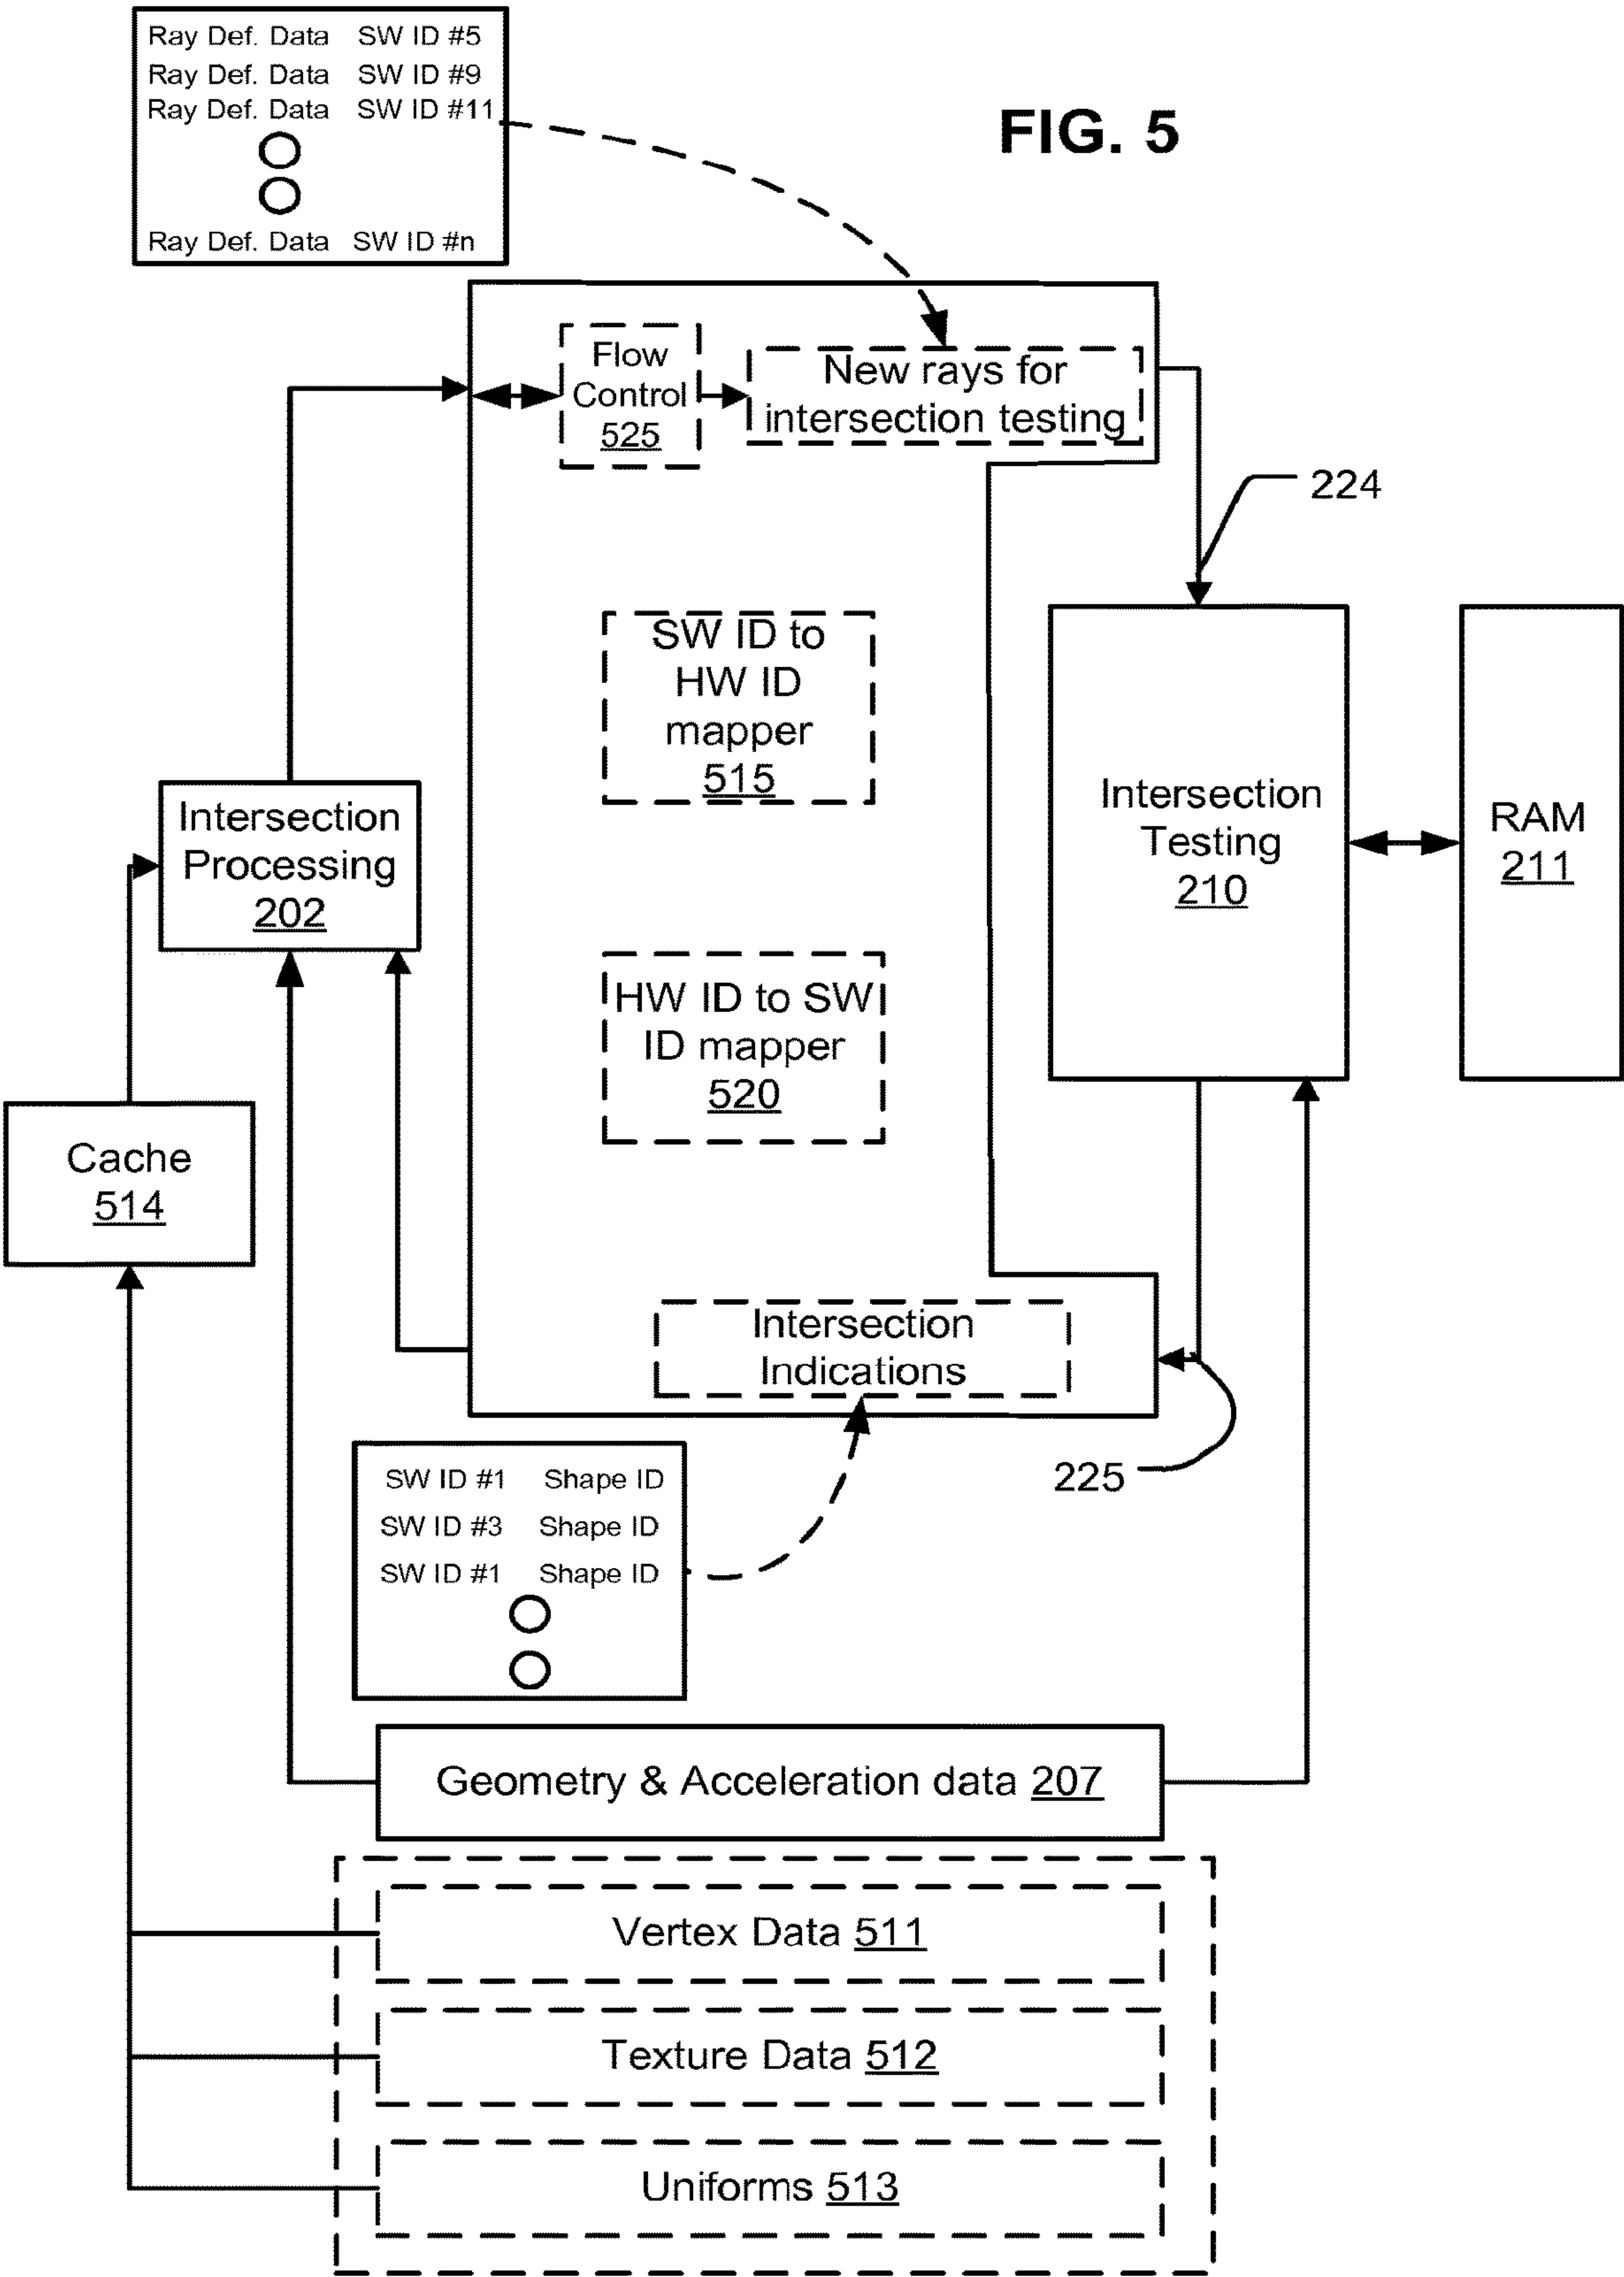 Ray Def. Data SW ID #5
Ray Def. Data SW ID #9
Ray Def. Data SW ID #11
Ray Def. Data SW ID #n
FIG. 5
Flow
Control
525
New rays for
intersection testing
224
SW ID to
HW ID
mapper
515
Intersection
Testing
210
RAM
211
Intersection
Processing
202
HW ID to SW
ID mapper
520
Cache
514
Intersection
Indications
225
SW ID #1 Shape ID
SW ID #3 Shape ID
SW ID #1 Shape ID
Geometry & Acceleration data 207
Vertex Data 511
Texture Data 512
Uniforms 513